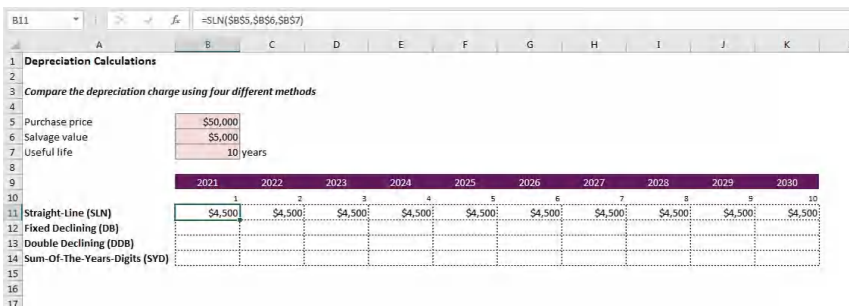 B11 fx =SLN($B$5,$B$6,$B$7)
A B C D E F G H I J K
1 Depreciation Calculations
2
3 Compare the depreciation charge using four different methods
4
5 Purchase price $50,000
6 Salvage value $5,000
7 Useful life 10 years
8
9 2021 2022 2023 2024 2025 2026 2027 2028 2029 2030
10 1 2 3 4 5 6 7 8 9 10
11 Straight-Line (SLN) $4,500 $4,500 $4,500 $4,500 $4,500 $4,500 $4,500 $4,500 $4,500 $4,500
12 Fixed Declining (DB)
13 Double Declining (DDB)
14 Sum-Of-The-Years-Digits (SYD)
15
16
17